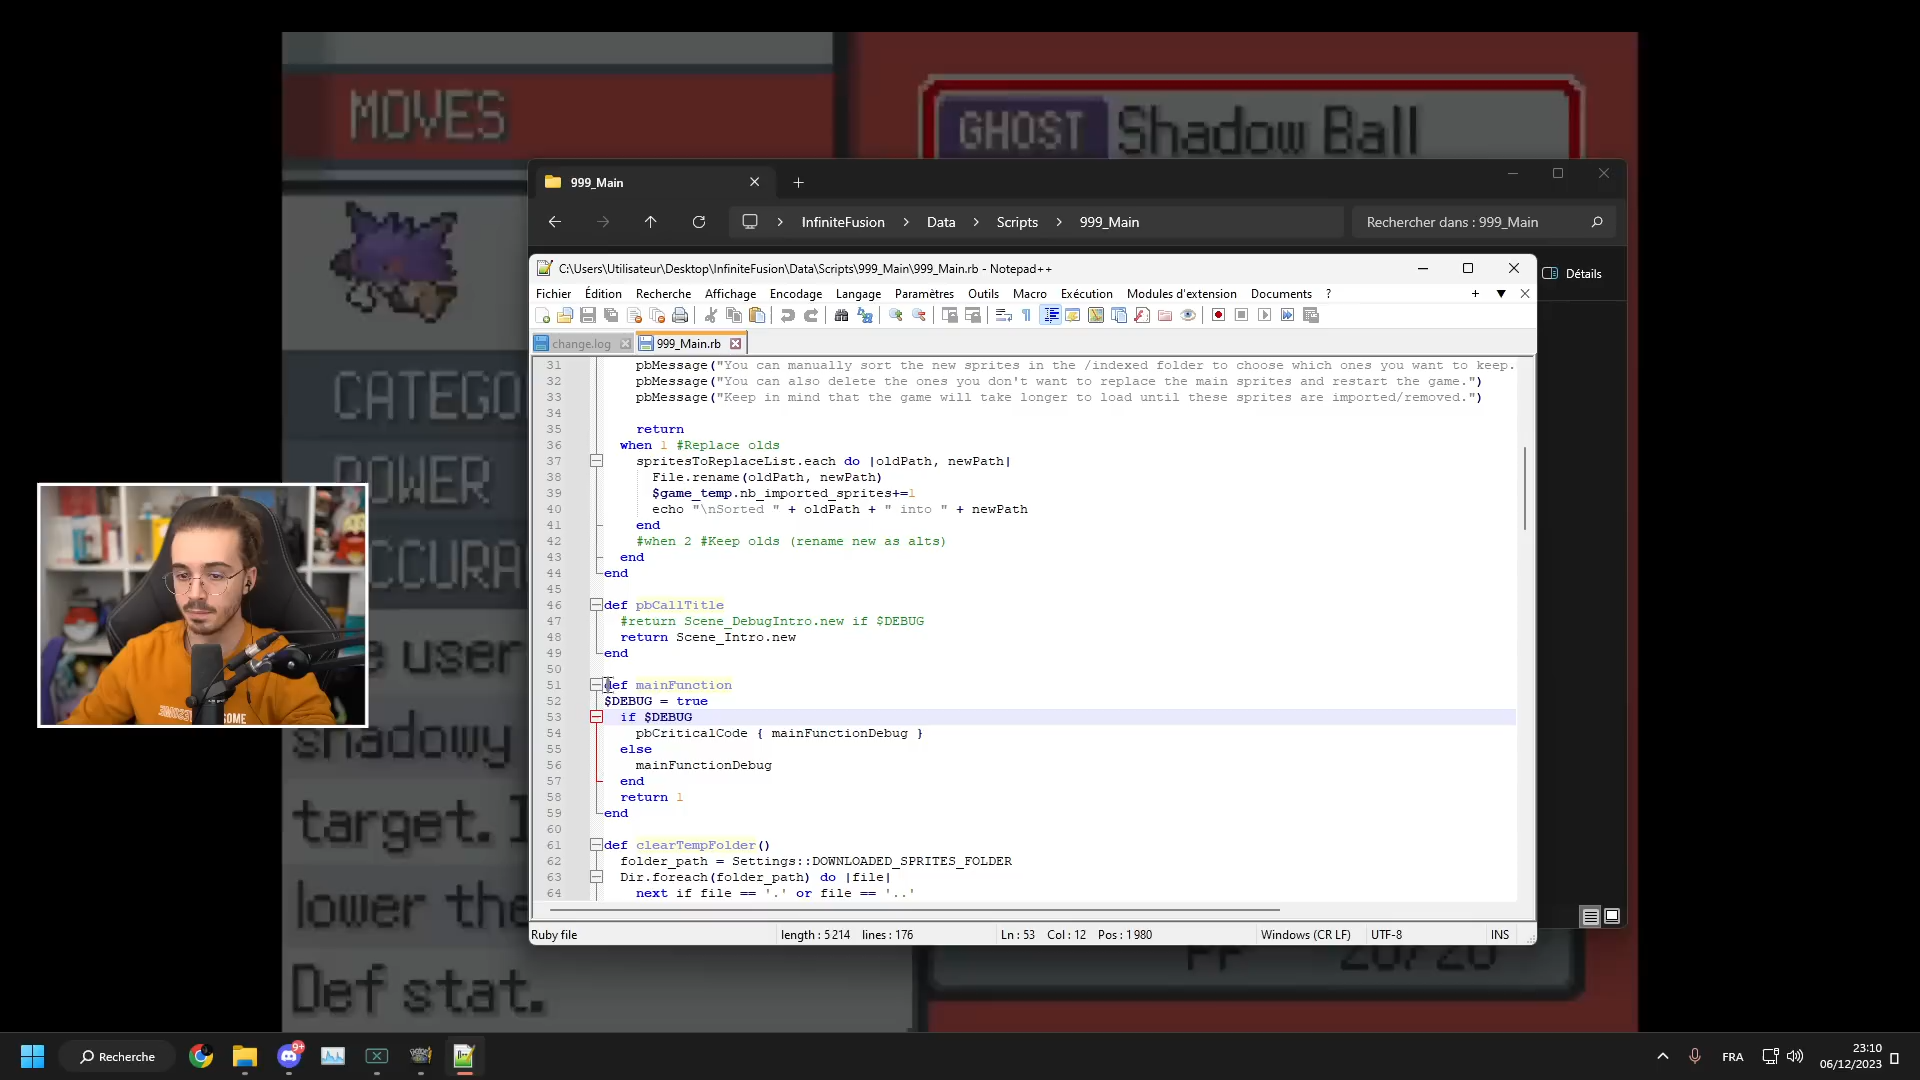 MOVES
GHOST Shadow Ball
999_Main
InfiniteFusion > Data > Scripts > 999_Main
Rechercher dans : 999_Main
Détails
C:\Users\Utilisateur\Desktop\InfiniteFusion\Data\Scripts\999_Main\999_Main.rb - Notepad++
Fichier Édition Recherche Affichage Encodage Langage Paramètres Outils Macro Exécution Modules d'extension Documents ?
change.log
999_Main.rb
31 pbMessage("You can manually sort the new sprites in the /indexed folder to choose which ones you want to keep.
32 pbMessage("You can also delete the ones you don't want to replace the main sprites and restart the game.")
33 pbMessage("Keep in mind that the game will take longer to load until these sprites are imported/removed.")
34
35 return
36 when 1 #Replace olds
37 spritesToReplaceList.each do |oldPath, newPath|
38 File.rename(oldPath, newPath)
39 $game_temp.nb_imported_sprites+=1
40 echo "\nSorted " + oldPath + " into " + newPath
41 end
42 #when 2 #Keep olds (rename new as alts)
43 end
44 end
45
46 def pbCallTitle
47 #return Scene_DebugIntro.new if $DEBUG
48 return Scene_Intro.new
49 end
50
51 def mainFunction
52 $DEBUG = true
53 if $DEBUG
54 pbCriticalCode { mainFunctionDebug }
55 else
56 mainFunctionDebug
57 end
58 return 1
59 end
60
61 def clearTempFolder()
62 folder_path = Settings::DOWNLOADED_SPRITES_FOLDER
63 Dir.foreach(folder_path) do |file|
64 next if file == '.' or file == '..'
Ruby file
length : 5 214 lines : 176
Ln : 53 Col : 12 Pos : 1 980
Windows (CR LF)
UTF-8
INS
CATEGO
POWER
CCURA
e user
shadowy
target. I
lower the
Def stat.
PP 20/20
Recherche
9+
FRA
23:10
06/12/2023